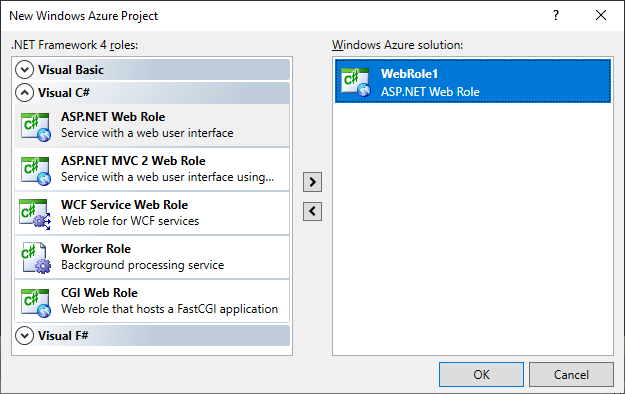 New Windows Azure Project
?
.NET Framework 4 roles:
Visual Basic
Visual C#
C#
ASP.NET Web Role
Service with a web user interface
C#
ASP.NET MVC 2 Web Role
Service with a web user interface using...
C#
WCF Service Web Role
Web role for WCF services
C#
Worker Role
Background processing service
C#
CGI Web Role
Web role that hosts a FastCGI application
Visual F#
Windows Azure solution:
C#
WebRole1
ASP.NET Web Role
OK
Cancel